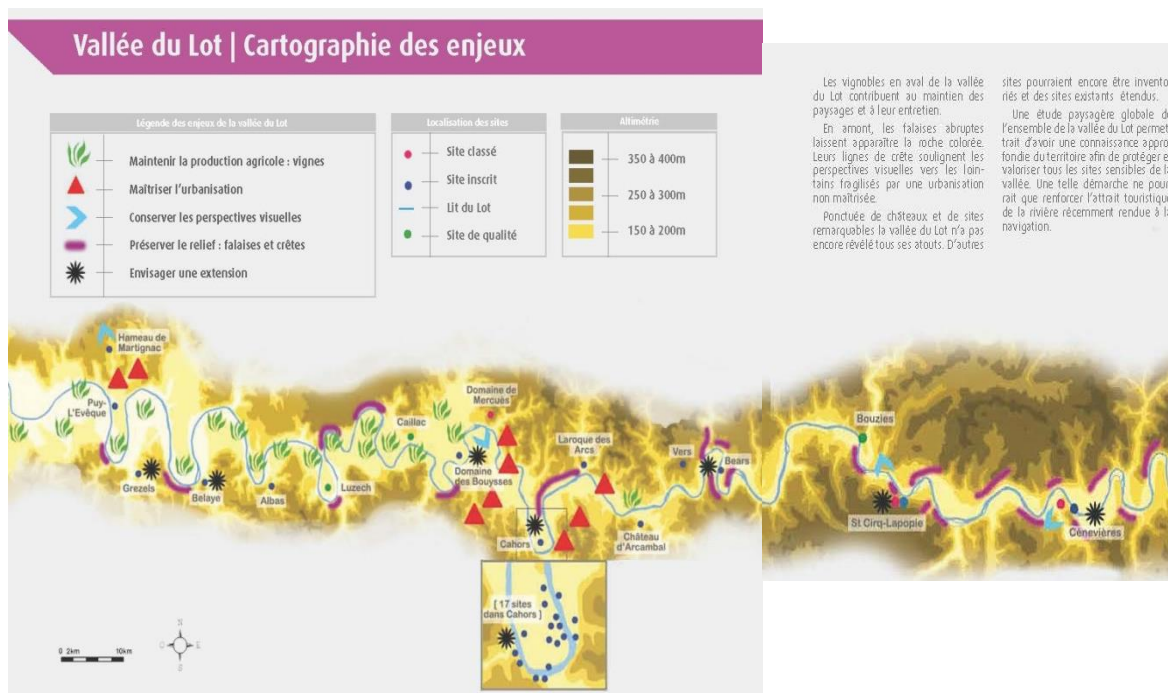 Vallée du Lot | Cartographie des enjeux
Légende des enjeux de la vallée du Lot
Maintenir la production agricole : vignes
Maîtriser l'urbanisation
Conserver les perspectives visuelles
Préserver le relief : falaises et crêtes
Envisager une extension
Localisation des sites
Site classé
Site inscrit
Lit du Lot
Site de qualité
Altimétrie
350 à 400m
250 à 300m
150 à 200m
Les vignobles en aval de la vallée
du Lot contribuent au maintien des
paysages et à leur entretien.
En amont, les falaises abruptes
laissent apparaître la roche colorée.
Leurs lignes de crête soulignent les
perspectives visuelles vers les loin-
tains fragilisés par une urbanisation
non maîtrisée.
Ponctuée de châteaux et de sites
remarquables la vallée du Lot n'a pas
encore révélé tous ses atouts. D'autres
sites pourraient encore être invento-
riés et des sites existants étendus.
Une étude paysagère globale de
l'ensemble de la vallée du Lot permet-
trait d'avoir une connaissance appro-
fondie du territoire afin de protéger et
valoriser tous les sites sensibles de la
vallée. Une telle démarche ne pour-
rait que renforcer l'attrait touristique
de la rivière récemment rendue à la
navigation.
Hameau de
Martignac
Puy-
L'Evêque
Grezels
Belaye
Albas
Luzech
Caillac
Domaine de
Mercuès
Domaine
des Bouysses
Laroque des
Arcs
Cahors
Château
d'Arcambal
Vers
Bears
Bouzies
St Cirq-Lapopie
Cénevières
[ 17 sites
dans Cahors ]
0 2km 10km
N
O E
S